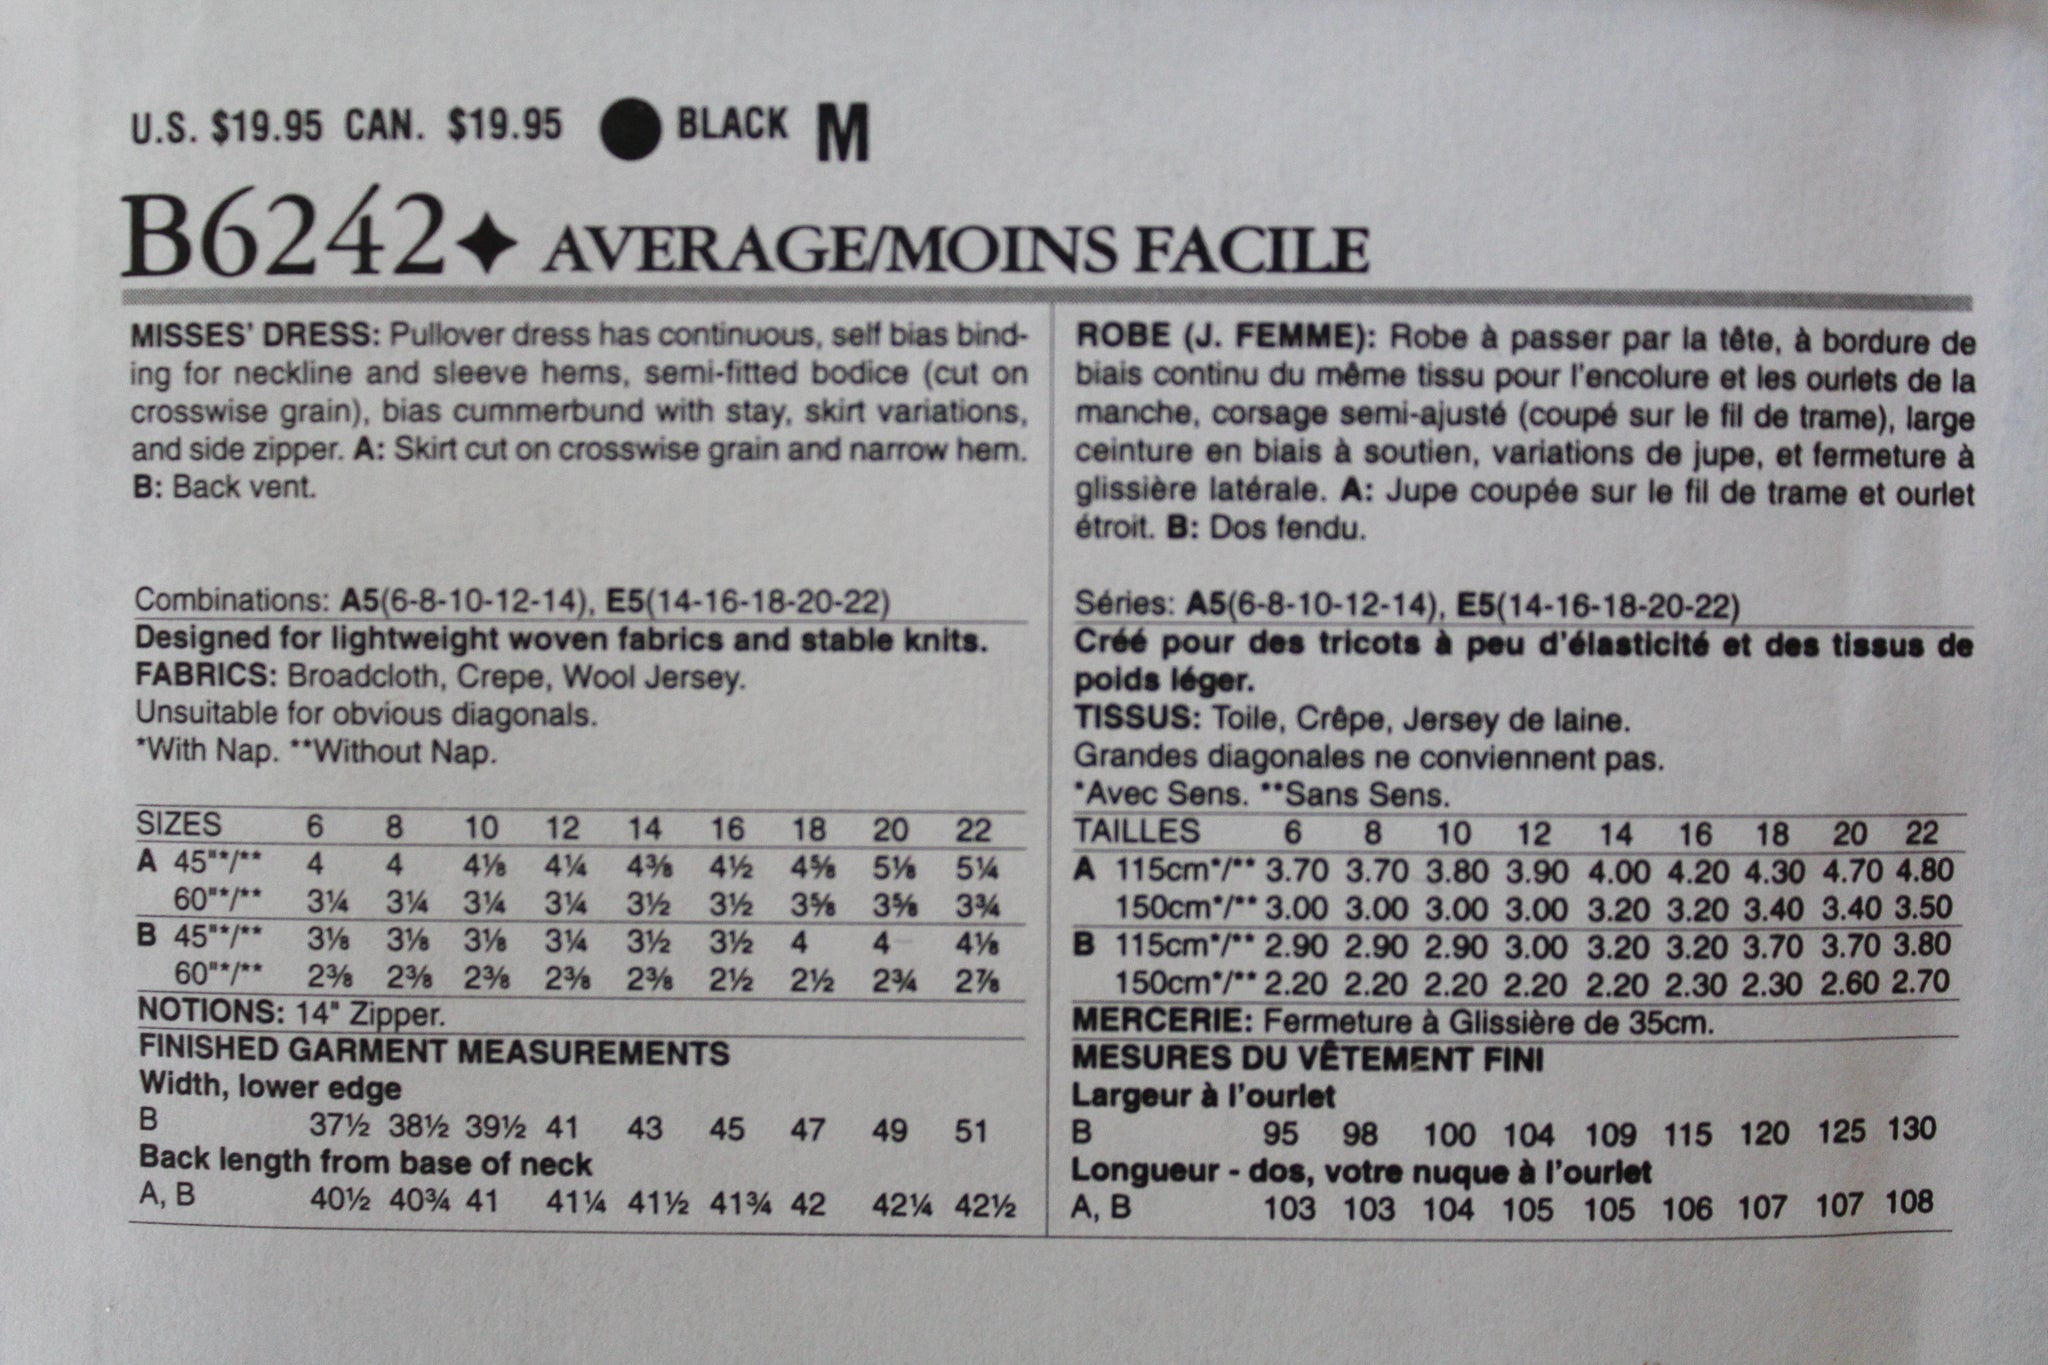 U.S. $19.95 CAN. $19.95 BLACK M
B6242 AVERAGE/MOINS FACILE
MISSES' DRESS: Pullover dress has continuous, self bias bind-
ing for neckline and sleeve hems, semi-fitted bodice (cut on
crosswise grain), bias cummerbund with stay, skirt variations,
and side zipper. A: Skirt cut on crosswise grain and narrow hem.
B: Back vent.
Combinations: A5(6-8-10-12-14), E5(14-16-18-20-22)
Designed for lightweight woven fabrics and stable knits.
FABRICS: Broadcloth, Crepe, Wool Jersey.
Unsuitable for obvious diagonals.
*With Nap. **Without Nap.
SIZES 6 8 10 12 14 16 18 20 22
A 45"*/** 4 4 4⅛ 4¼ 4⅜ 4½ 4⅝ 5⅛ 5¼
60"*/** 3¼ 3¼ 3¼ 3¼ 3½ 3½ 3⅝ 3⅝ 3¾
B 45"*/** 3⅛ 3⅛ 3⅛ 3¼ 3½ 3½ 4 4 4⅛
60"*/** 2⅜ 2⅜ 2⅜ 2⅜ 2⅜ 2½ 2½ 2¾ 2⅞
NOTIONS: 14" Zipper.
FINISHED GARMENT MEASUREMENTS
Width, lower edge
B 37½ 38½ 39½ 41 43 45 47 49 51
Back length from base of neck
A, B 40½ 40¾ 41 41¼ 41½ 41¾ 42 42¼ 42½
ROBE (J. FEMME): Robe à passer par la tête, à bordure de
biais continu du même tissu pour l'encolure et les ourlets de la
manche, corsage semi-ajusté (coupé sur le fil de trame), large
ceinture en biais à soutien, variations de jupe, et fermeture à
glissière latérale. A: Jupe coupée sur le fil de trame et ourlet
étroit. B: Dos fendu.
Séries: A5(6-8-10-12-14), E5(14-16-18-20-22)
Créé pour des tricots à peu d'élasticité et des tissus de
poids léger.
TISSUS: Toile, Crêpe, Jersey de laine.
Grandes diagonales ne conviennent pas.
*Avec Sens. **Sans Sens.
TAILLES 6 8 10 12 14 16 18 20 22
A 115cm*/** 3.70 3.70 3.80 3.90 4.00 4.20 4.30 4.70 4.80
150cm*/** 3.00 3.00 3.00 3.00 3.20 3.20 3.40 3.40 3.50
B 115cm*/** 2.90 2.90 2.90 3.00 3.20 3.20 3.70 3.70 3.80
150cm*/** 2.20 2.20 2.20 2.20 2.20 2.30 2.30 2.60 2.70
MERCERIE: Fermeture à Glissière de 35cm.
MESURES DU VÊTEMENT FINI
Largeur à l'ourlet
B 95 98 100 104 109 115 120 125 130
Longueur - dos, votre nuque à l'ourlet
A, B 103 103 104 105 105 106 107 107 108